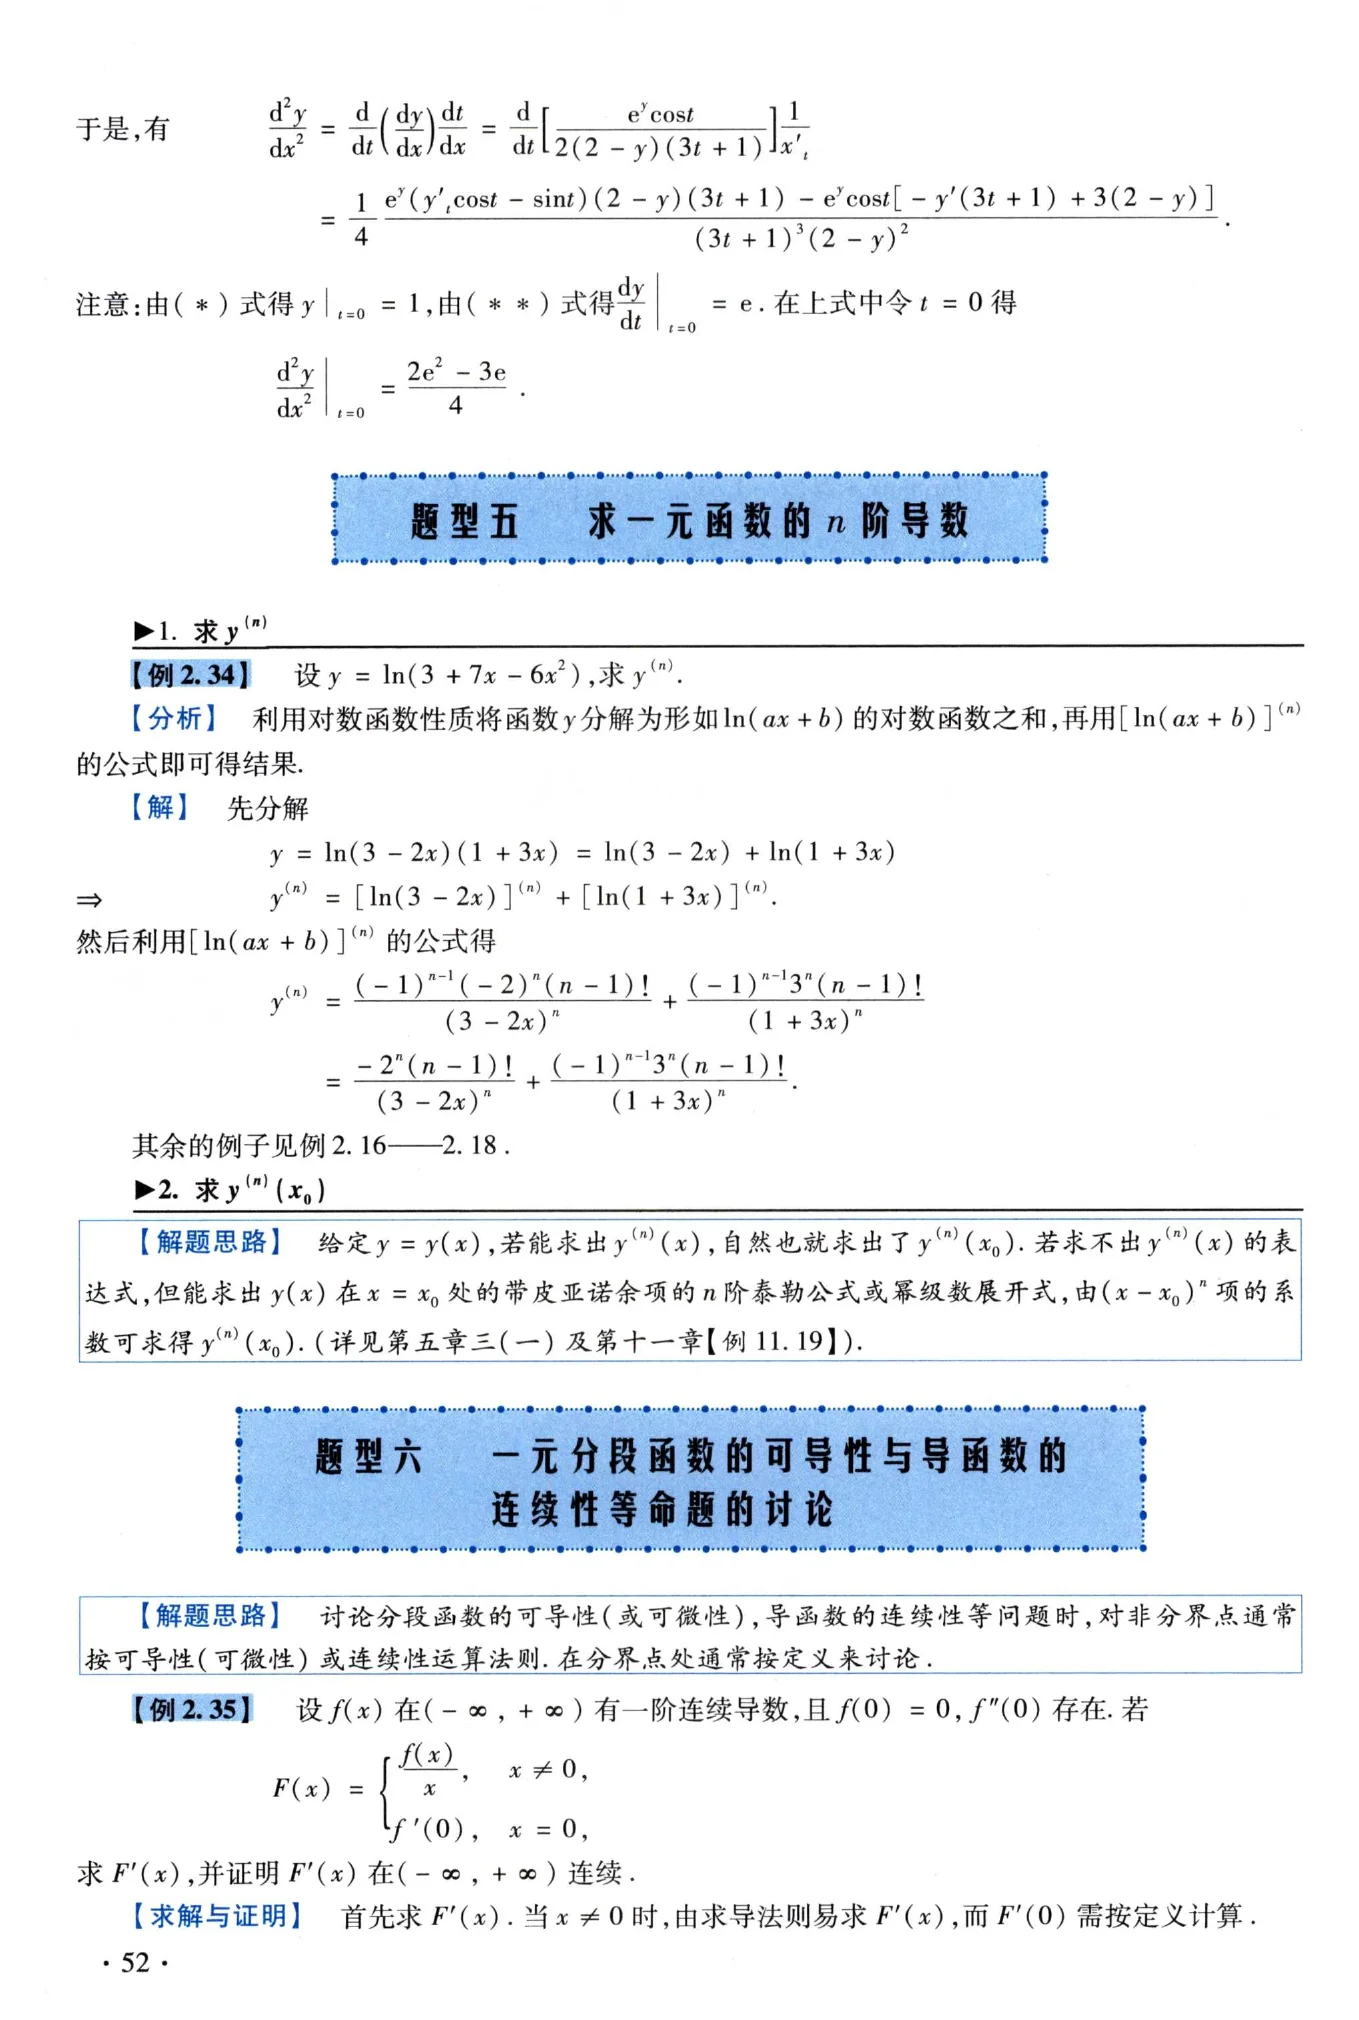 于是,有 $\frac{d^2y}{dx^2} = \frac{d}{dt}\left(\frac{dy}{dx}\right)\frac{dt}{dx} = \frac{d}{dt}\left[\frac{e^y\cos t}{2(2-y)(3t+1)}\right]\frac{1}{x'_t}$
$= \frac{1}{4}\frac{e^y(y'_t\cos t - \sin t)(2-y)(3t+1) - e^y\cos t[-y'(3t+1)+3(2-y)]}{(3t+1)^3(2-y)^2}.$
注意:由(*)式得 $y|_{t=0} = 1$,由(**)式得$\left.\frac{dy}{dt}\right|_{t=0} = e$.在上式中令 $t = 0$ 得
$\left.\frac{d^2y}{dx^2}\right|_{t=0} = \frac{2e^2-3e}{4}.$
题型五 求一元函数的 n 阶导数
▶1. 求 $y^{(n)}$
【例 2.34】 设 $y = \ln(3+7x-6x^2)$,求 $y^{(n)}$.
【分析】 利用对数函数性质将函数 y 分解为形如 $\ln(ax+b)$ 的对数函数之和,再用$[\ln(ax+b)]^{(n)}$
的公式即可得结果.
【解】 先分解
$y = \ln(3-2x)(1+3x) = \ln(3-2x) + \ln(1+3x)$
⇒ $y^{(n)} = [\ln(3-2x)]^{(n)} + [\ln(1+3x)]^{(n)}.$
然后利用$[\ln(ax+b)]^{(n)}$ 的公式得
$y^{(n)} = \frac{(-1)^{n-1}(-2)^n(n-1)!}{(3-2x)^n} + \frac{(-1)^{n-1}3^n(n-1)!}{(1+3x)^n}$
$= \frac{-2^n(n-1)!}{(3-2x)^n} + \frac{(-1)^{n-1}3^n(n-1)!}{(1+3x)^n}.$
其余的例子见例 2.16——2.18.
▶2. 求 $y^{(n)}(x_0)$
【解题思路】 给定 $y = y(x)$,若能求出 $y^{(n)}(x)$,自然也就求出了 $y^{(n)}(x_0)$.若求不出 $y^{(n)}(x)$ 的表
达式,但能求出 $y(x)$ 在 $x = x_0$ 处的带皮亚诺余项的 n 阶泰勒公式或幂级数展开式,由$(x-x_0)^n$ 项的系
数可求得 $y^{(n)}(x_0)$.(详见第五章三(一)及第十一章【例 11.19】).
题型六 一元分段函数的可导性与导函数的
连续性等命题的讨论
【解题思路】 讨论分段函数的可导性(或可微性),导函数的连续性等问题时,对非分界点通常
按可导性(可微性)或连续性运算法则.在分界点处通常按定义来讨论.
【例 2.35】 设 $f(x)$ 在$(-\infty,+\infty)$有一阶连续导数,且 $f(0) = 0$,$f''(0)$ 存在.若
$F(x) = \begin{cases}\frac{f(x)}{x}, & x \neq 0,\\ f'(0), & x = 0,\end{cases}$
求 $F'(x)$,并证明 $F'(x)$ 在$(-\infty,+\infty)$连续.
【求解与证明】 首先求 $F'(x)$.当 $x \neq 0$ 时,由求导法则易求 $F'(x)$,而 $F'(0)$ 需按定义计算.
· 52 ·